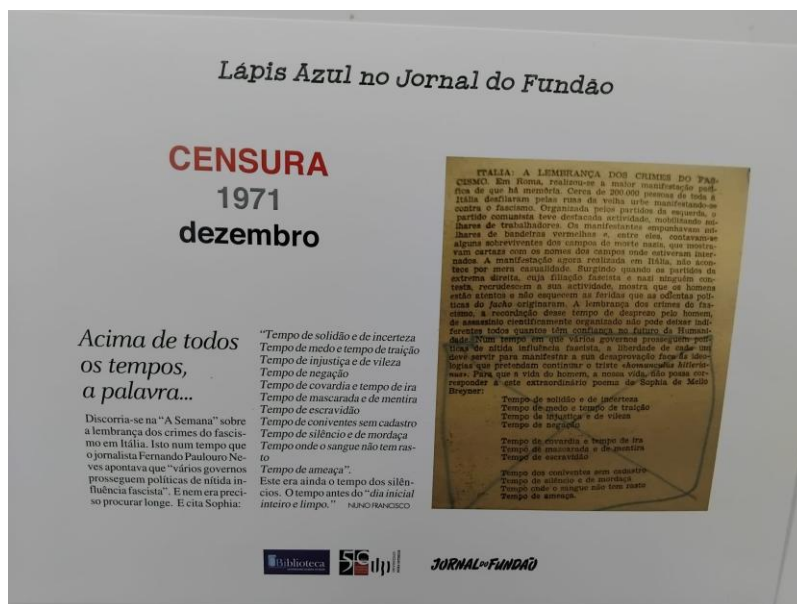 Lápis Azul no Jornal do Fundão
CENSURA
1971
dezembro
Acima de todos
os tempos,
a palavra...
Discorria-se na "A Semana" sobre
a lembrança dos crimes do fascis-
mo em Itália. Isto num tempo que
o jornalista Fernando Paulouro Ne-
ves apontava que "vários governos
prosseguem políticas de nítida in-
fluência fascista". E nem era preci-
so procurar longe. E cita Sophia:
"Tempo de solidão e de incerteza
Tempo de medo e tempo de traição
Tempo de injustiça e de vileza
Tempo de negação
Tempo de covardia e tempo de ira
Tempo de mascarada e de mentira
Tempo de escravidão
Tempo de coniventes sem cadastro
Tempo de silêncio e de mordaça
Tempo onde o sangue não tem ras-
to
Tempo de ameaça".
Este era ainda o tempo dos silên-
cios. O tempo antes do "dia inicial
inteiro e limpo." NUNO FRANCISCO
ITALIA: A LEMBRANÇA DOS CRIMES DO FAS-
CISMO. Em Roma, realizou-se a maior manifestação polí-
tica de que há memória. Cerca de 200.000 pessoas de toda a
Itália desfilaram pelas ruas da velha urbe manifestando-se
contra o fascismo. Organizada pelos partidos da esquerda, o
partido comunista teve destacada actividade, mobilizando mi-
lhares de trabalhadores. Os manifestantes empunhavam mi-
lhares de bandeiras vermelhas e, entre eles, contavam-se
alguns sobreviventes dos campos de morte nazis, que mostra-
vam cartazs com os nomes dos campos onde estiveram inter-
nados. A manifestação agora realizada em Itália, não acon-
tece por mera casualidade. Surgindo quando os partidos da
extrema direita, cuja filiação fascista e nazi ninguém con-
testa, recrudescem a sua actividade, mostra que os homens
estão atentos e não esquecem as feridas que as odientas polí-
ticas do facho originaram. A lembrança dos crimes do fas-
cismo, a recordação desse tempo de desprezo pelo homem,
de assassínio cientificamente organizado não pode deixar indi-
ferentes todos quantos têm confiança no futuro da Humani-
dade. Num tempo em que vários governos prosseguem polí-
ticas de nítida influência fascista, a liberdade de cada um
deve servir para manifestar a sua desaprovação face às ideo-
logias que pretendam continuar o triste «homunculus hitleria-
nus». Para que a vida do homem, a nossa vida, não possa cor-
responder a este extraordinário poema de Sophia de Mello
Breyner:
Tempo de solidão e de incerteza
Tempo de medo e tempo de traição
Tempo de injustiça e de vileza
Tempo de negação
Tempo de covardia e tempo de ira
Tempo de mascarada e de mentira
Tempo de escravidão
Tempo dos coniventes sem cadastro
Tempo de silêncio e de mordaça
Tempo onde o sangue não tem rasto
Tempo de ameaça.
Biblioteca
JORNAL DO FUNDÃO